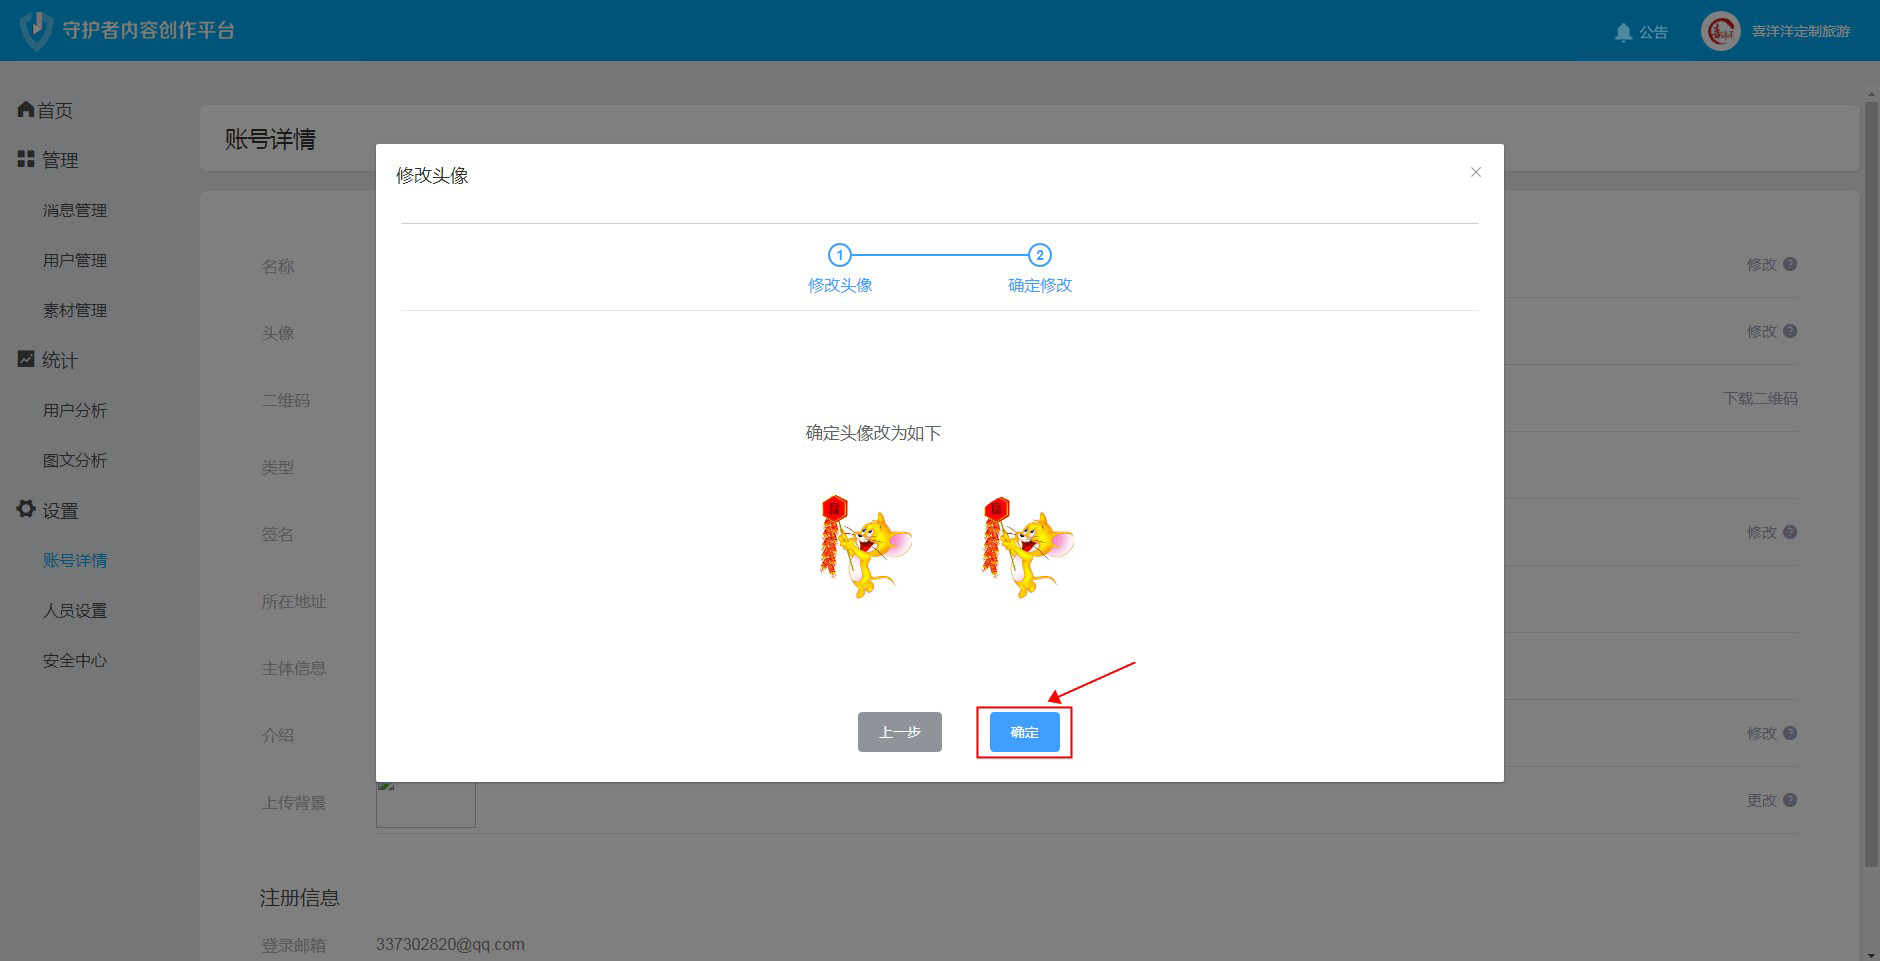 守护者内容创作平台
公告
喜洋洋定制旅游
首页
管理
消息管理
用户管理
素材管理
统计
用户分析
图文分析
设置
账号详情
人员设置
安全中心
账号详情
名称
修改
头像
修改
二维码
下载二维码
类型
签名
修改
所在地址
主体信息
介绍
修改
上传背景
更改
注册信息
登录邮箱 337302820@qq.com
修改头像
1 2
修改头像 确定修改
确定头像改为如下
上一步 确定